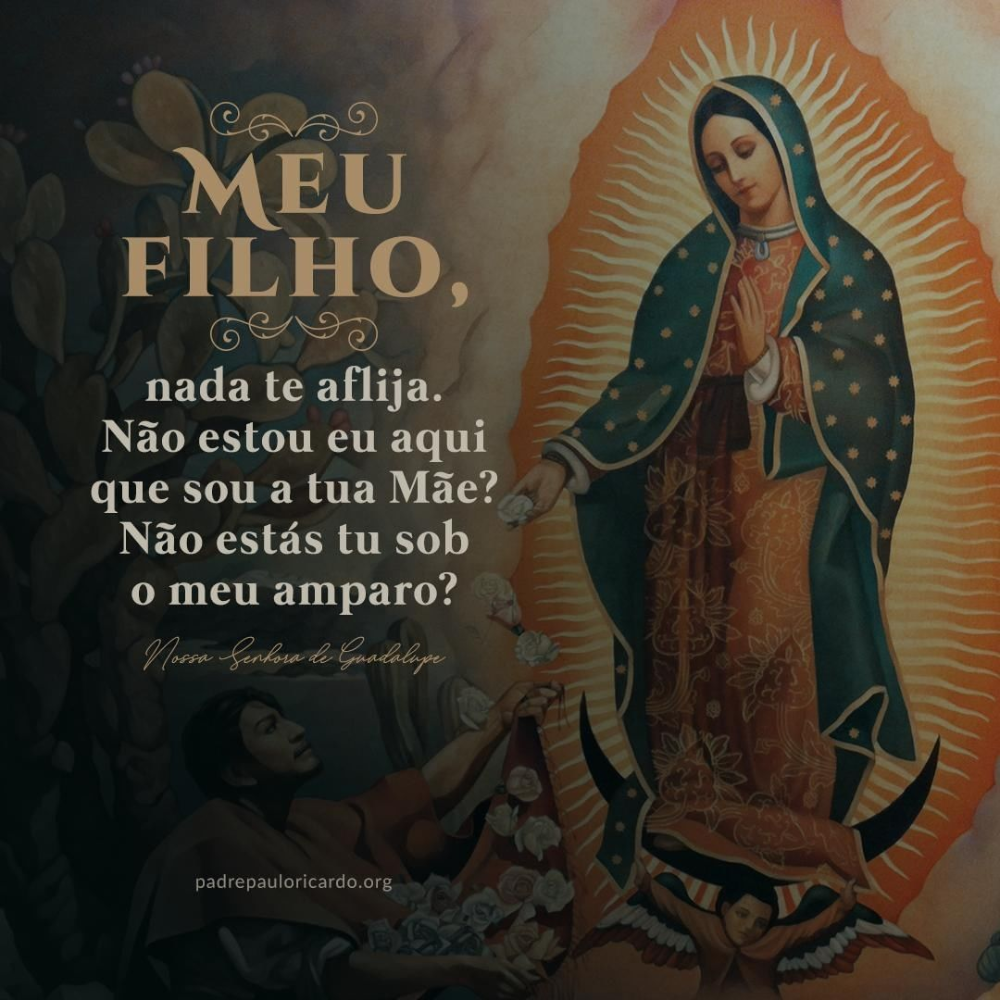 Meu
filho,
nada te aflija.
Não estou eu aqui
que sou a tua Mãe?
Não estás tu sob
o meu amparo?
Nossa Senhora de Guadalupe
padrepauloricardo.org